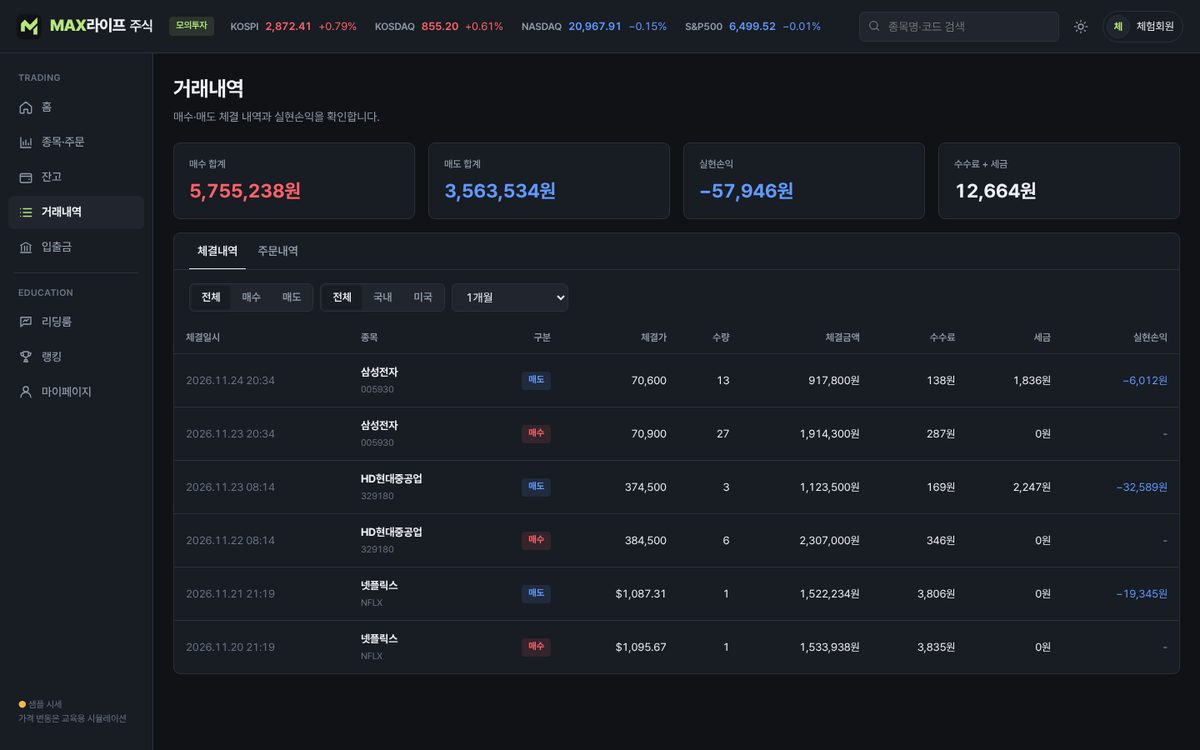 MAX라이프 주식 모의투자 KOSPI 2,872.41 +0.79% KOSDAQ 855.20 +0.61% NASDAQ 20,967.91 −0.15% S&P500 6,499.52 −0.01% 종목명·코드 검색 체 체험회원
TRADING
홈
종목·주문
잔고
거래내역
입출금
EDUCATION
리딩룸
랭킹
마이페이지
샘플 시세
가격 변동은 교육용 시뮬레이션
거래내역
매수·매도 체결 내역과 실현손익을 확인합니다.
매수 합계
5,755,238원
매도 합계
3,563,534원
실현손익
−57,946원
수수료 + 세금
12,664원
체결내역 주문내역
전체 매수 매도 전체 국내 미국 1개월
체결일시 종목 구분 체결가 수량 체결금액 수수료 세금 실현손익
2026.11.24 20:34 삼성전자 005930 매도 70,600 13 917,800원 138원 1,836원 −6,012원
2026.11.23 20:34 삼성전자 005930 매수 70,900 27 1,914,300원 287원 0원 -
2026.11.23 08:14 HD현대중공업 329180 매도 374,500 3 1,123,500원 169원 2,247원 −32,589원
2026.11.22 08:14 HD현대중공업 329180 매수 384,500 6 2,307,000원 346원 0원 -
2026.11.21 21:19 넷플릭스 NFLX 매도 $1,087.31 1 1,522,234원 3,806원 0원 −19,345원
2026.11.20 21:19 넷플릭스 NFLX 매수 $1,095.67 1 1,533,938원 3,835원 0원 -